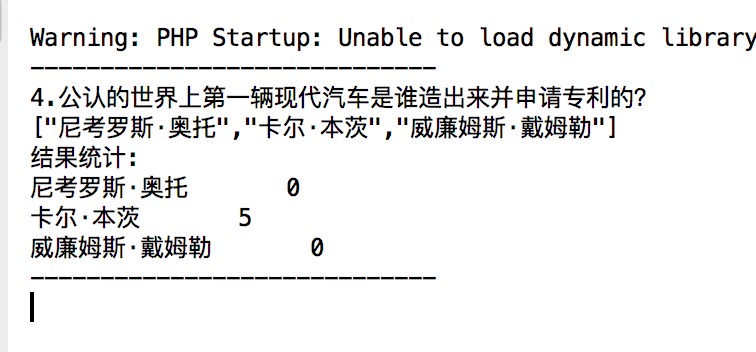 Warning: PHP Startup: Unable to load dynamic library
-------------------------------
4.公认的世界上第一辆现代汽车是谁造出来并申请专利的?
["尼考罗斯·奥托","卡尔·本茨","威廉姆斯·戴姆勒"]
结果统计:
尼考罗斯·奥托 0
卡尔·本茨 5
威廉姆斯·戴姆勒 0
-------------------------------